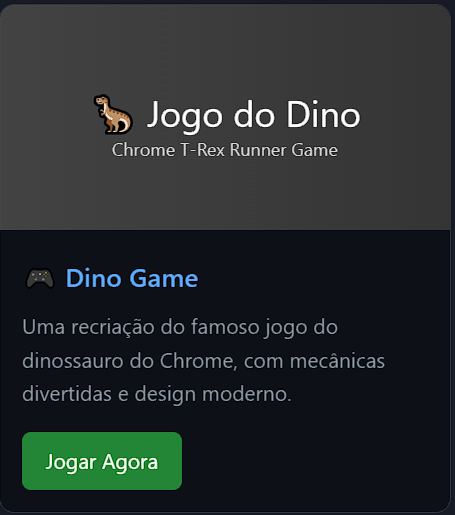 Jogo do Dino
Chrome T-Rex Runner Game
Dino Game
Uma recriação do famoso jogo do
dinossauro do Chrome, com mecânicas
divertidas e design moderno.
Jogar Agora